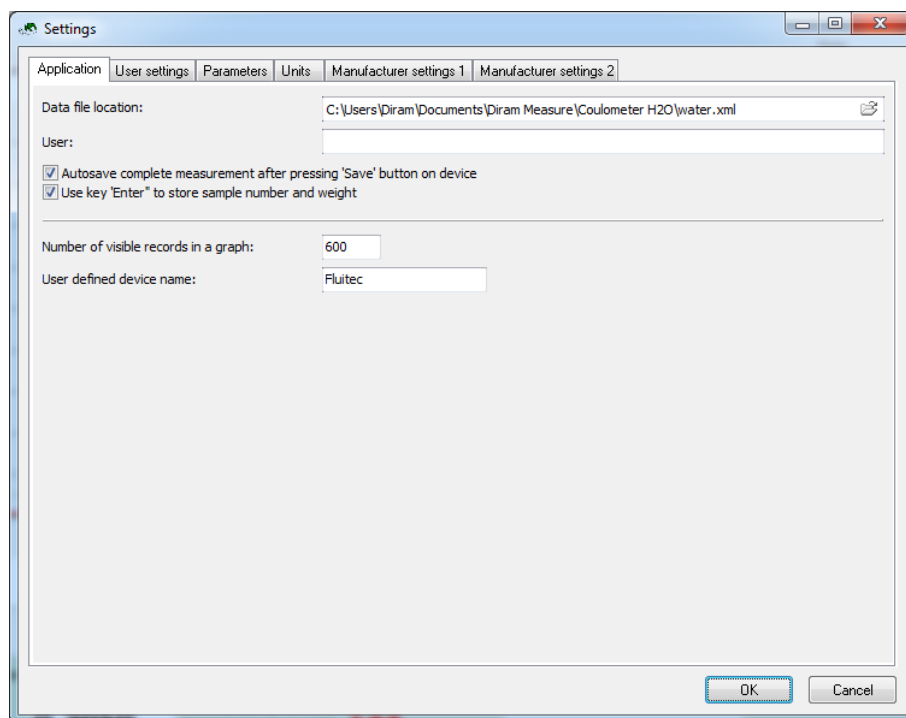 Settings
Application User settings Parameters Units Manufacturer settings 1 Manufacturer settings 2
Data file location: C:\Users\Diram\Documents\Diram Measure\Coulometer H2O\water.xml
User:
Autosave complete measurement after pressing 'Save' button on device
Use key 'Enter" to store sample number and weight
Number of visible records in a graph: 600
User defined device name: Fluitec
OK Cancel